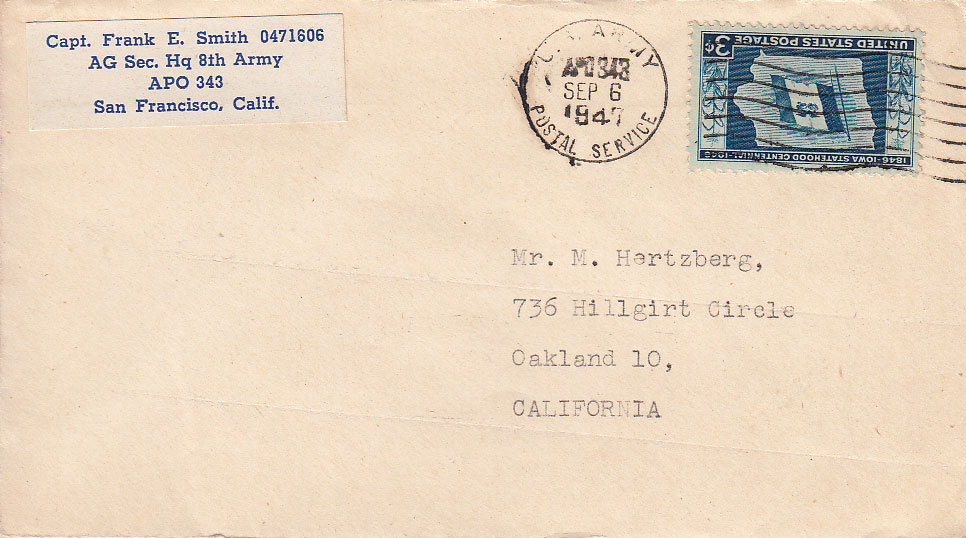 Capt. Frank E. Smith 0471606
AG Sec. Hq 8th Army
APO 343
San Francisco, Calif.
U.S. ARMY
APO 343
SEP 6
1947
POSTAL SERVICE
1846-IOWA STATEHOOD CENTENNIAL-1946
UNITED STATES POSTAGE
3¢
Mr. M. Hertzberg,
736 Hillgirt Circle
Oakland 10,
CALIFORNIA